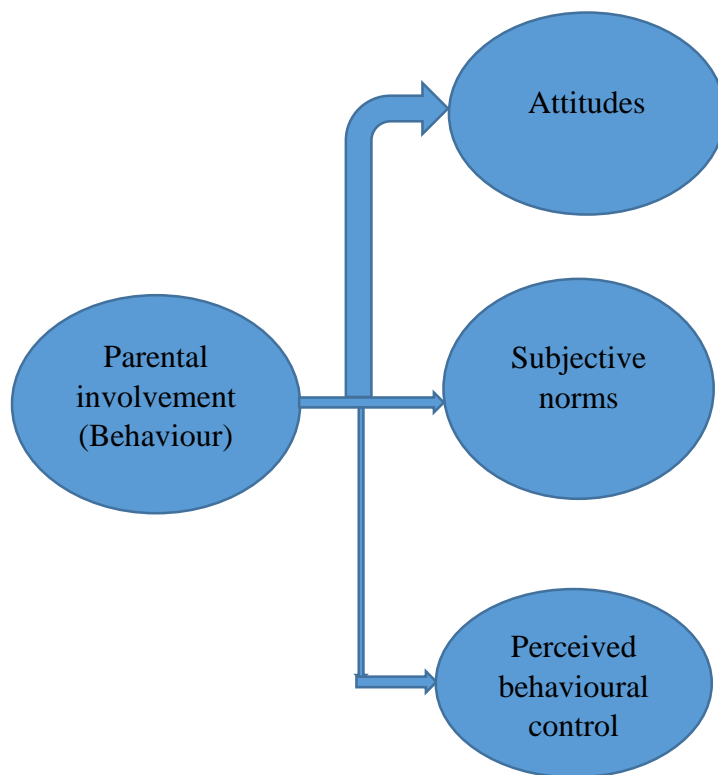 Attitudes
Parental
involvement
(Behaviour)
Subjective
norms
Perceived
behavioural
control